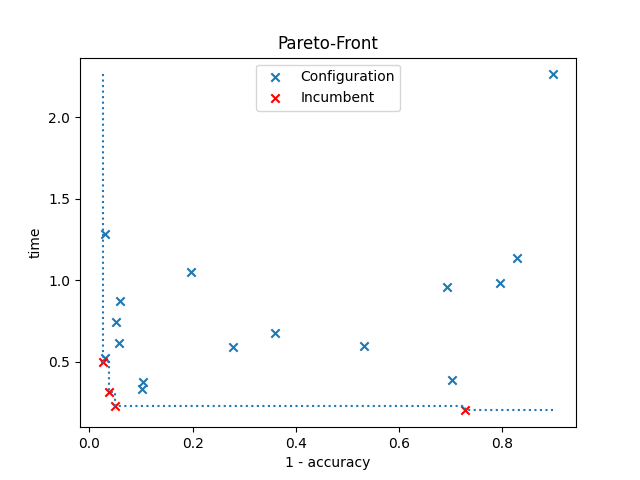 Pareto-Front
Configuration
Incumbent
2.0
1.5
1.0
0.5
time
0.0 0.2 0.4 0.6 0.8
1 - accuracy